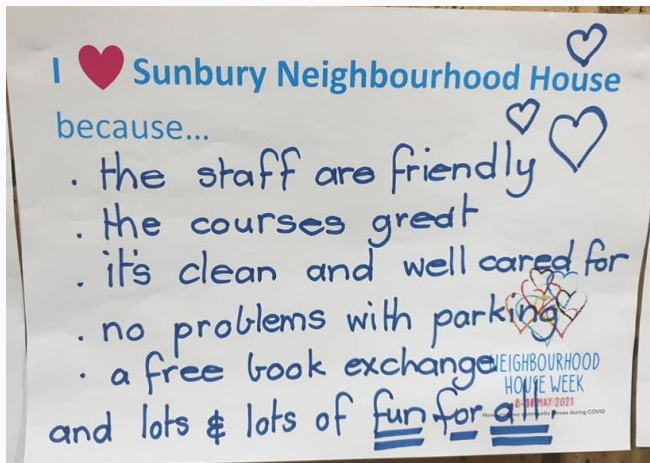 I ❤ Sunbury Neighbourhood House
because...
. the staff are friendly
. the courses great
. it's clean and well cared for
. no problems with parking
. a free book exchange
NEIGHBOURHOOD
HOUSE WEEK
MAY 2021
and lots & lots of fun for all!.